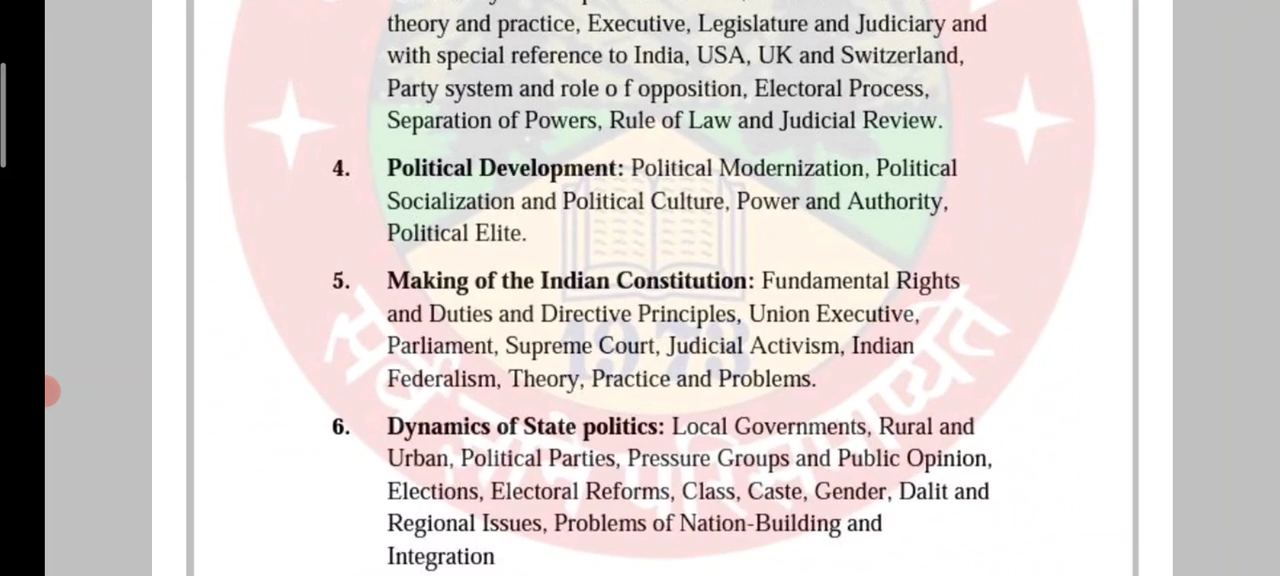 theory and practice, Executive, Legislature and Judiciary and
with special reference to India, USA, UK and Switzerland,
Party system and role o f opposition, Electoral Process,
Separation of Powers, Rule of Law and Judicial Review.
4. Political Development: Political Modernization, Political
Socialization and Political Culture, Power and Authority,
Political Elite.
5. Making of the Indian Constitution: Fundamental Rights
and Duties and Directive Principles, Union Executive,
Parliament, Supreme Court, Judicial Activism, Indian
Federalism, Theory, Practice and Problems.
6. Dynamics of State politics: Local Governments, Rural and
Urban, Political Parties, Pressure Groups and Public Opinion,
Elections, Electoral Reforms, Class, Caste, Gender, Dalit and
Regional Issues, Problems of Nation-Building and
Integration